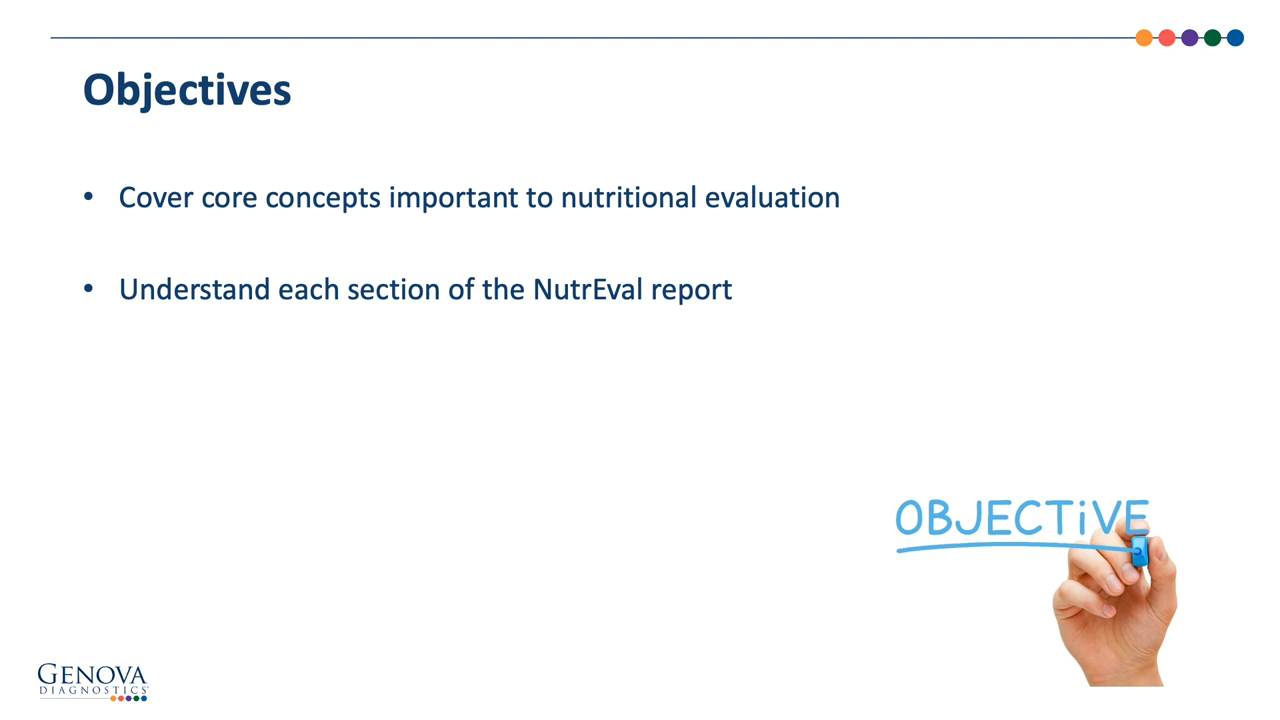 Objectives
• Cover core concepts important to nutritional evaluation
• Understand each section of the NutrEval report
OBJECTiVE
GENOVA
DIAGNOSTICS